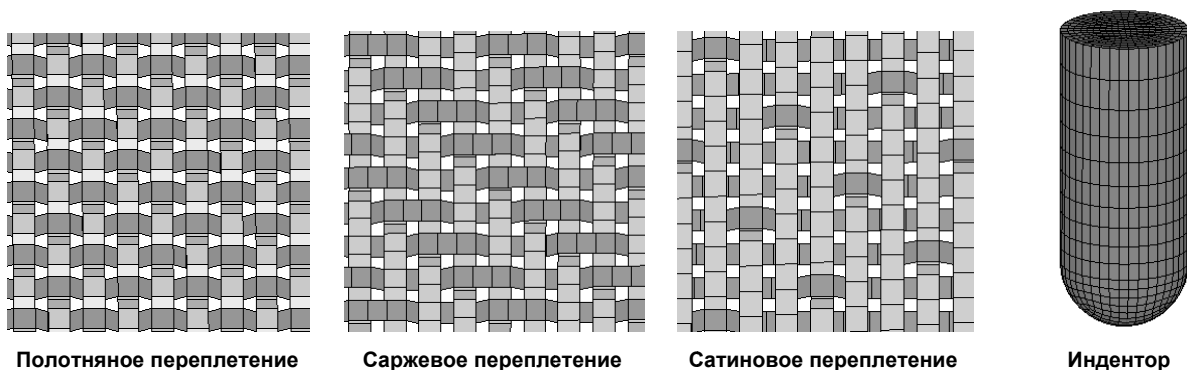 Полотняное переплетение
Саржевое переплетение
Сатиновое переплетение
Индентор